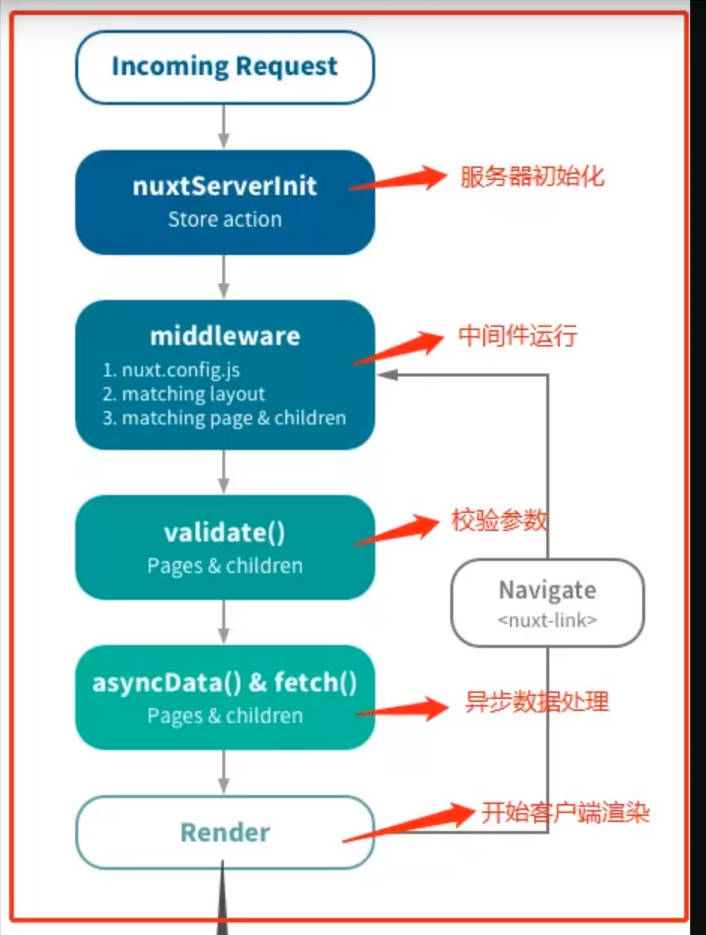 Incoming Request
nuxtServerInit
Store action
服务器初始化
middleware
1. nuxt.config.js
2. matching layout
3. matching page & children
中间件运行
validate()
Pages & children
校验参数
Navigate
<nuxt-link>
asyncData() & fetch()
Pages & children
异步数据处理
Render
开始客户端渲染